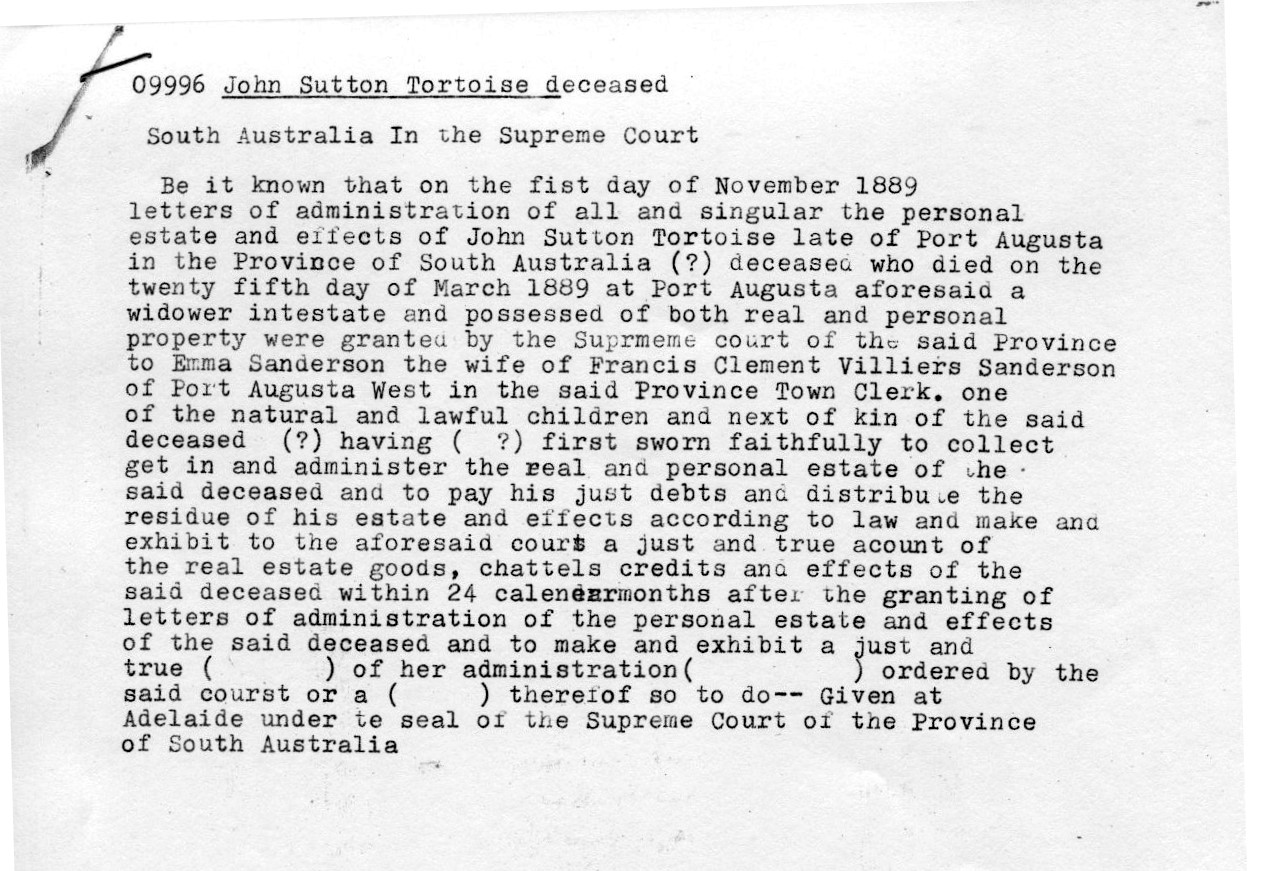 09996 John Sutton Tortoise deceased
South Australia In the Supreme Court
Be it known that on the fist day of November 1889
letters of administration of all and singular the personal
estate and effects of John Sutton Tortoise late of Port Augusta
in the Province of South Australia (?) deceased who died on the
twenty fifth day of March 1889 at Port Augusta aforesaid a
widower intestate and possessed of both real and personal
property were granted by the Suprmeme court of the said Province
to Emma Sanderson the wife of Francis Clement Villiers Sanderson
of Port Augusta West in the said Province Town Clerk. one
of the natural and lawful children and next of kin of the said
deceased (?) having ( ?) first sworn faithfully to collect
get in and administer the real and personal estate of the
said deceased and to pay his just debts and distribute the
residue of his estate and effects according to law and make and
exhibit to the aforesaid court a just and true acount of
the real estate goods, chattels credits and effects of the
said deceased within 24 calendarmonths after the granting of
letters of administration of the personal estate and effects
of the said deceased and to make and exhibit a just and
true ( ) of her administration( ) ordered by the
said courst or a ( ) therefof so to do-- Given at
Adelaide under te seal of the Supreme Court of the Province
of South Australia